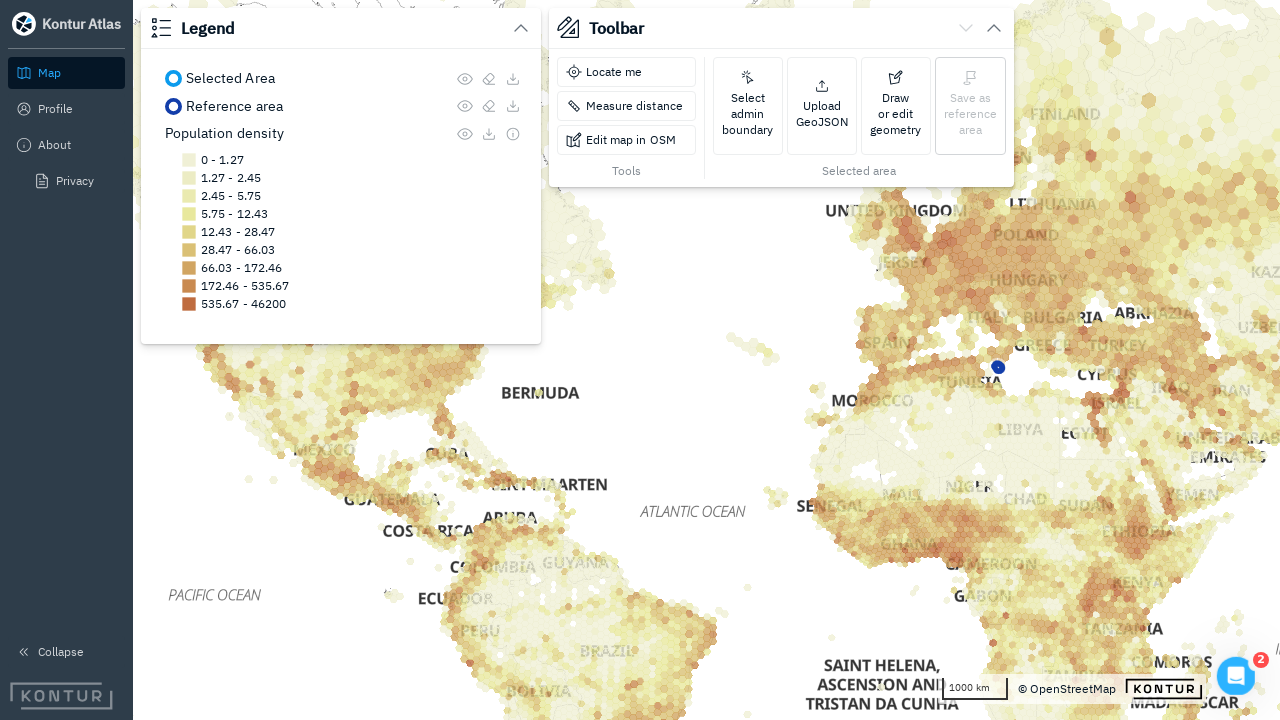 Kontur Atlas
Map
Profile
About
Privacy
Collapse
KONTUR
Legend
Selected Area
Reference area
Population density
0 - 1.27
1.27 - 2.45
2.45 - 5.75
5.75 - 12.43
12.43 - 28.47
28.47 - 66.03
66.03 - 172.46
172.46 - 535.67
535.67 - 46200
Toolbar
Locate me
Measure distance
Edit map in OSM
Tools
Select
admin
boundary
Upload
GeoJSON
Draw
or edit
geometry
Save as
reference
area
Selected area
FINLAND
UNITED KINGDOM
LITHUANIA
POLAND
JERSEY
HUNGARY
ITALY
BULGARIA
ABKHAZIA
SPAIN
GREECE
TURKEY
TUNISIA
CYPRUS
IRAQ
IRAN
MOROCCO
ISRAEL
LIBYA
EGYPT
UNITED ARAB
EMIRATES
BERMUDA
MEXICO
CUBA
SINT MAARTEN
GUATEMALA
ARUBA
COSTA RICA
ATLANTIC OCEAN
SENEGAL
MALI
NIGER
CHAD
SUDAN
YEMEN
GHANA
ETHIOPIA
COLOMBIA
GUYANA
CAMEROON
PACIFIC OCEAN
ECUADOR
GABON
KENYA
PERU
BRAZIL
TANZANIA
BOLIVIA
SAINT HELENA,
ASCENSION AND
TRISTAN DA CUNHA
COMOROS
MADAGASCAR
1000 km
© OpenStreetMap
KONTUR
2